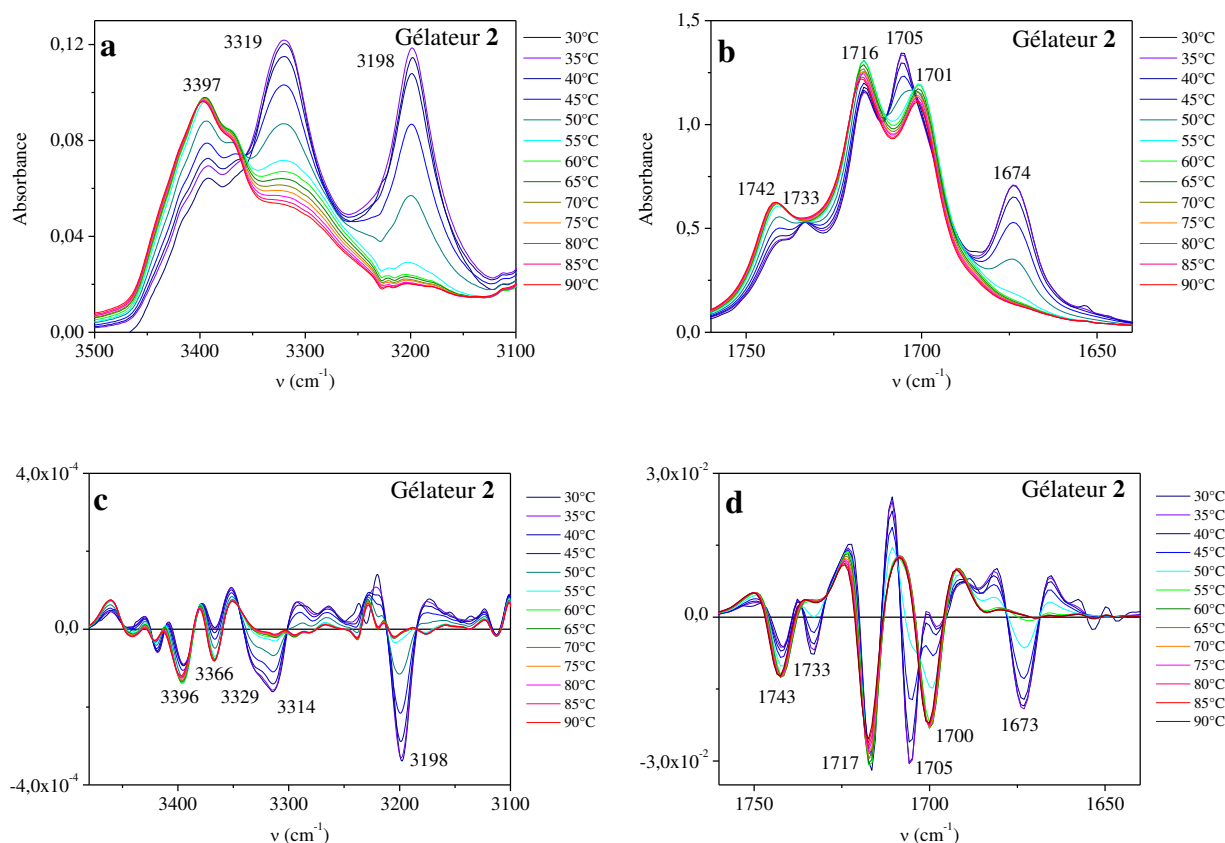 a
Gélateur 2
3319
3198
3397
0,12
0,08
0,04
0,00
Absorbance
3500
3400
3300
3200
3100
ν (cm-1)
30°C
35°C
40°C
45°C
50°C
55°C
60°C
65°C
70°C
75°C
80°C
85°C
90°C
b
Gélateur 2
1705
1716
1701
1674
1742
1733
1,5
1,0
0,5
0,0
Absorbance
1750
1700
1650
ν (cm-1)
30°C
35°C
40°C
45°C
50°C
55°C
60°C
65°C
70°C
75°C
80°C
85°C
90°C
c
Gélateur 2
4,0x10-4
0,0
-4,0x10-4
3396
3366
3329
3314
3198
3400
3300
3200
3100
ν (cm-1)
30°C
35°C
40°C
45°C
50°C
55°C
60°C
65°C
70°C
75°C
80°C
85°C
90°C
d
Gélateur 2
3,0x10-2
0,0
-3,0x10-2
1743
1733
1717
1705
1700
1673
1750
1700
1650
ν (cm-1)
30°C
35°C
40°C
45°C
50°C
55°C
60°C
65°C
70°C
75°C
80°C
85°C
90°C